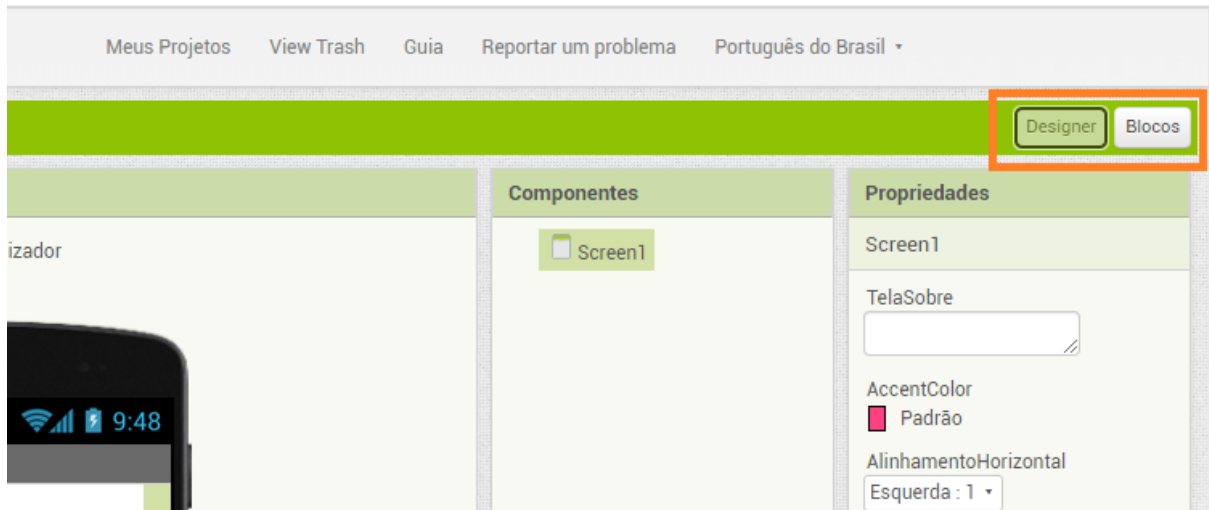 Meus Projetos View Trash Guia Reportar um problema Português do Brasil
Designer Blocos
Componentes
Propriedades
izador
Screen1
Screen1
TelaSobre
AccentColor
Padrão
9:48
AlinhamentoHorizontal
Esquerda : 1